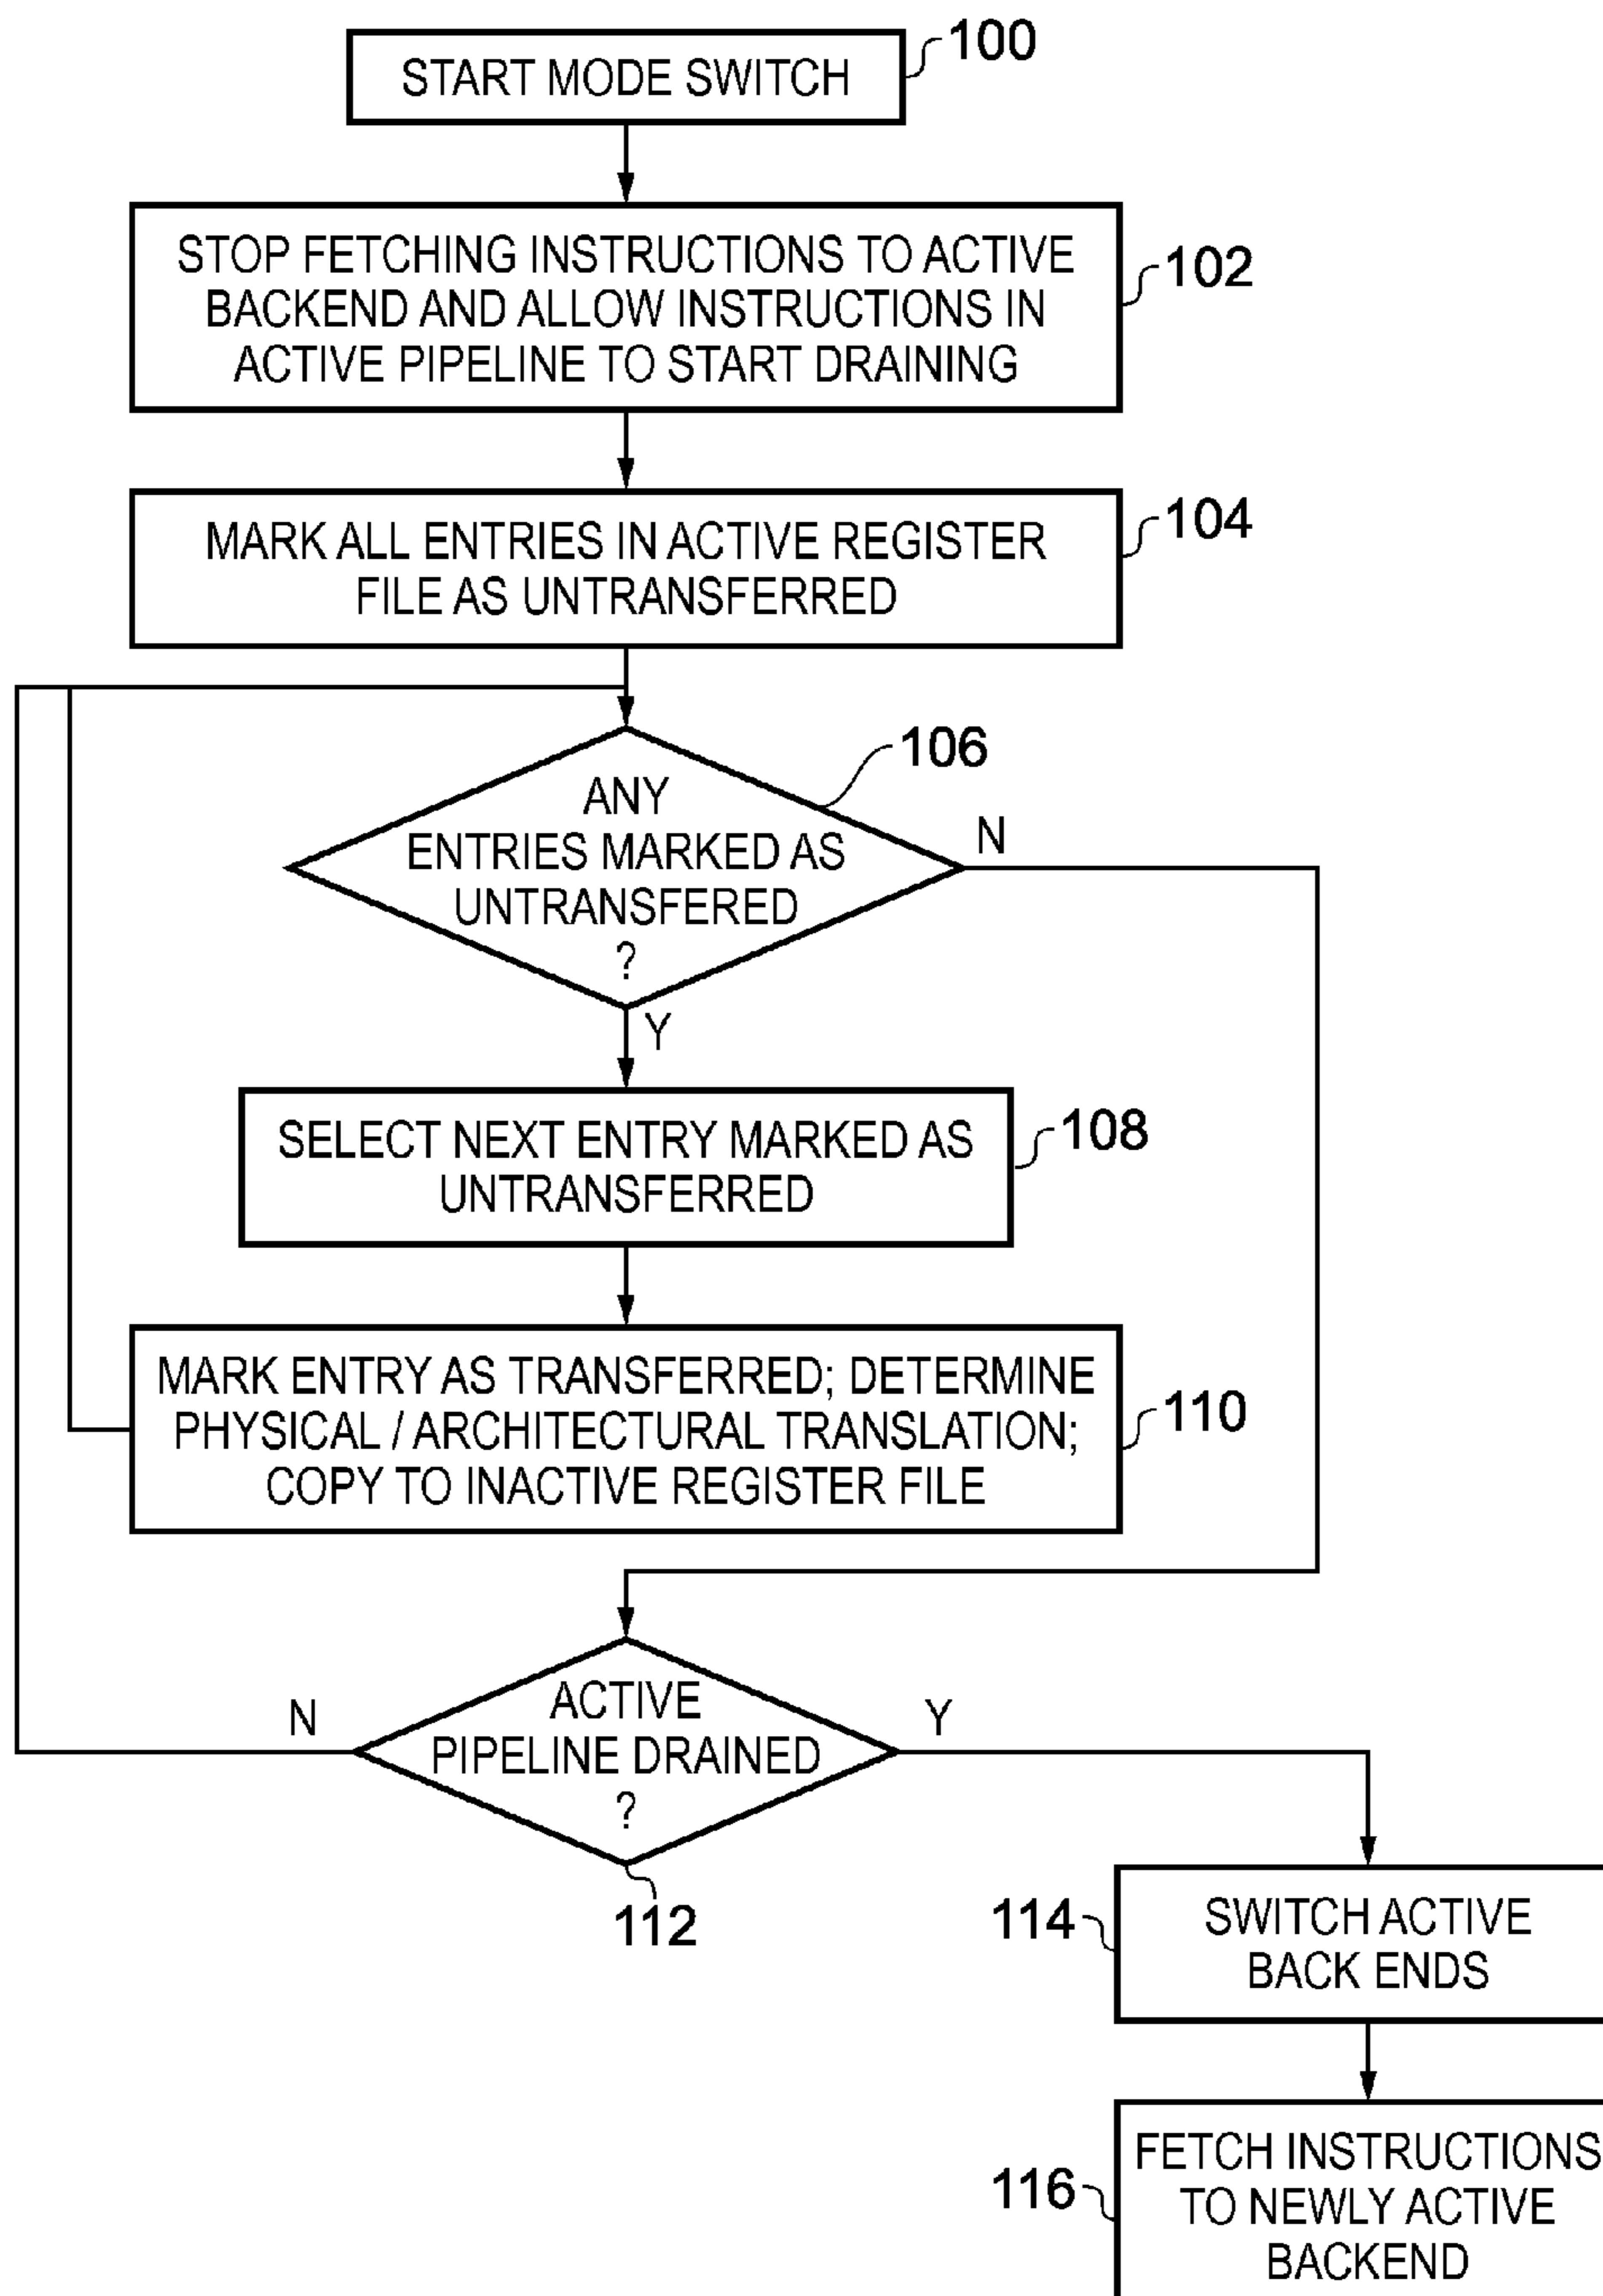 START MODE SWITCH
100
STOP FETCHING INSTRUCTIONS TO ACTIVE
BACKEND AND ALLOW INSTRUCTIONS IN
ACTIVE PIPELINE TO START DRAINING
102
MARK ALL ENTRIES IN ACTIVE REGISTER
FILE AS UNTRANSFERRED
104
ANY
ENTRIES MARKED AS
UNTRANSFERED
?
106
N
Y
SELECT NEXT ENTRY MARKED AS
UNTRANSFERRED
108
MARK ENTRY AS TRANSFERRED; DETERMINE
PHYSICAL / ARCHITECTURAL TRANSLATION;
COPY TO INACTIVE REGISTER FILE
110
ACTIVE
PIPELINE DRAINED
?
N
Y
112
SWITCH ACTIVE
BACK ENDS
114
FETCH INSTRUCTIONS
TO NEWLY ACTIVE
BACKEND
116